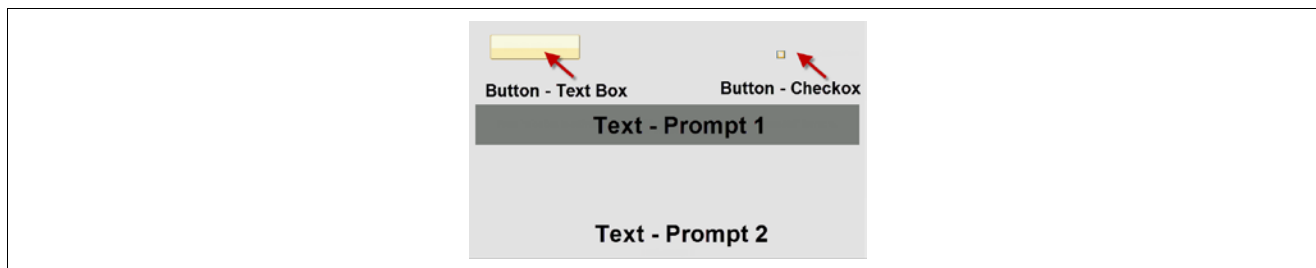 Button - Text Box
Button - Checkox
Text - Prompt 1
Text - Prompt 2